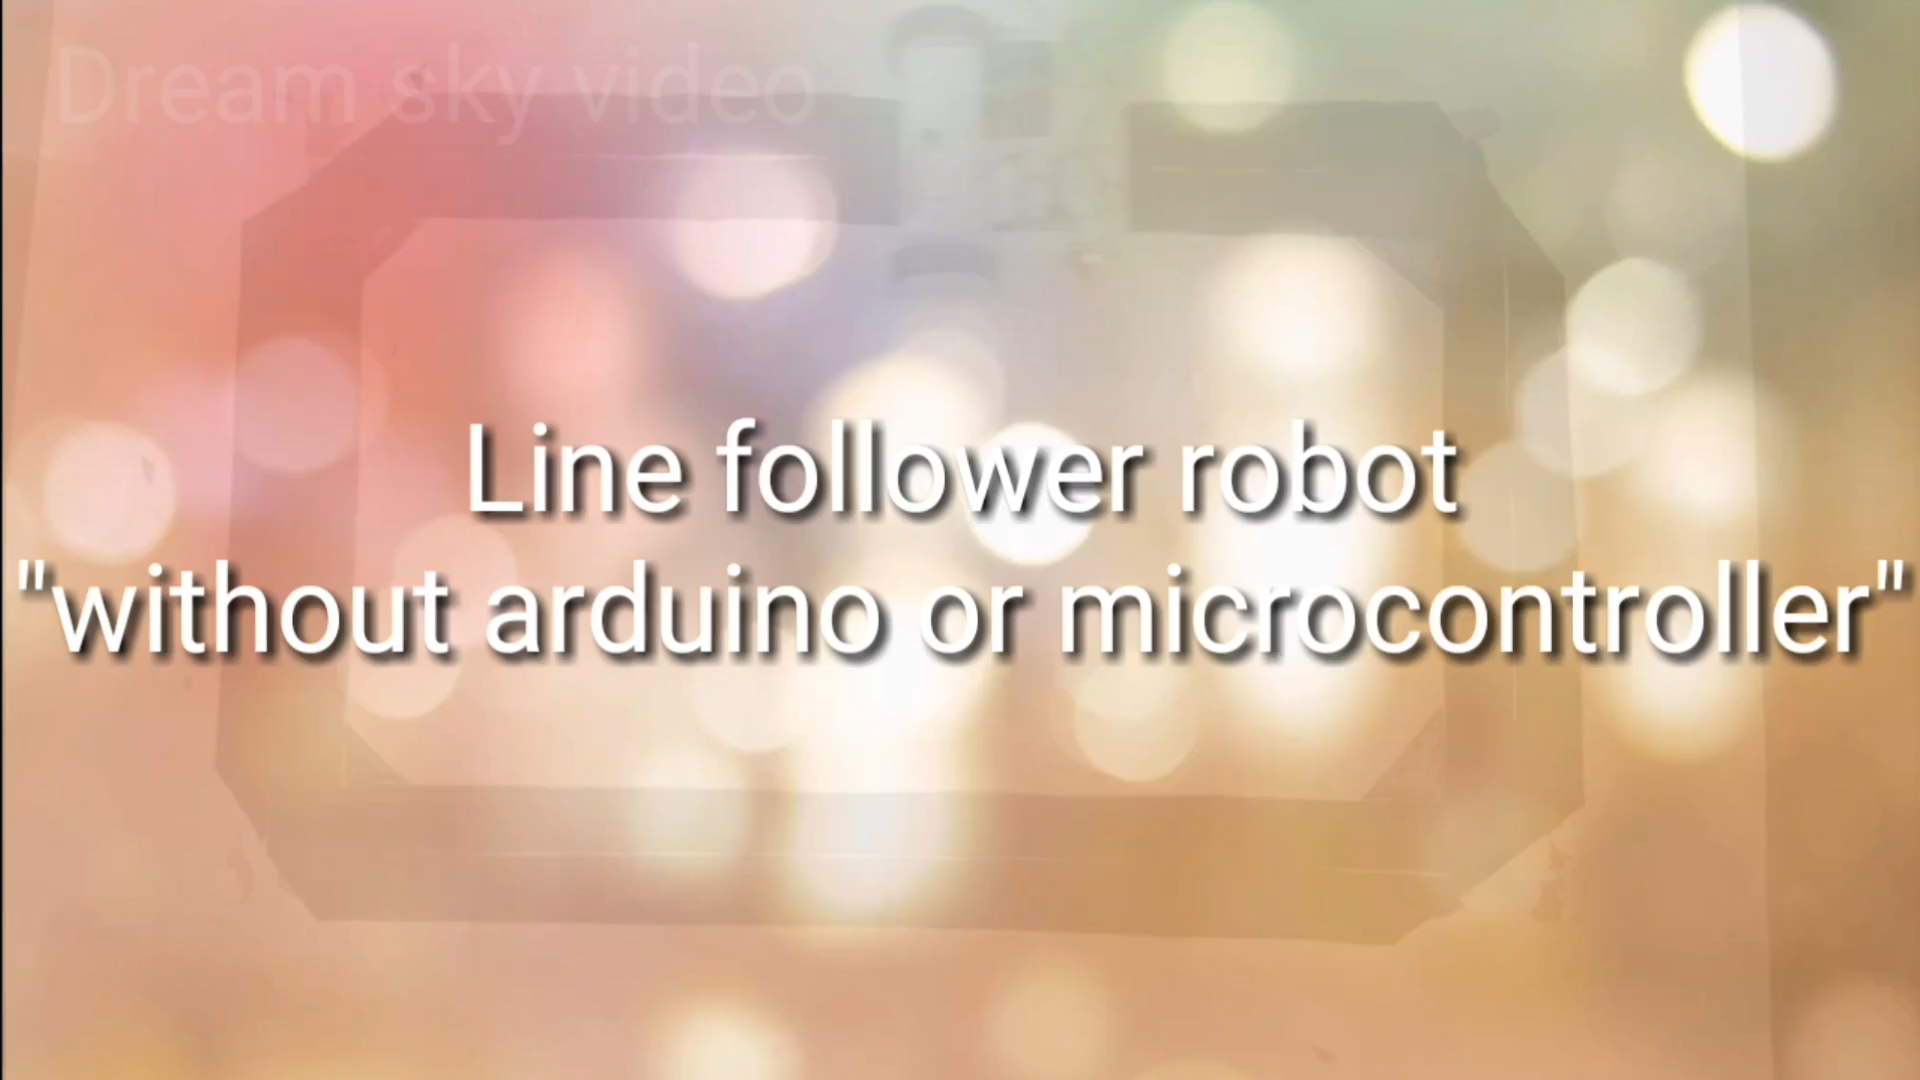 Dream sky video
Line follower robot
"without arduino or microcontroller"